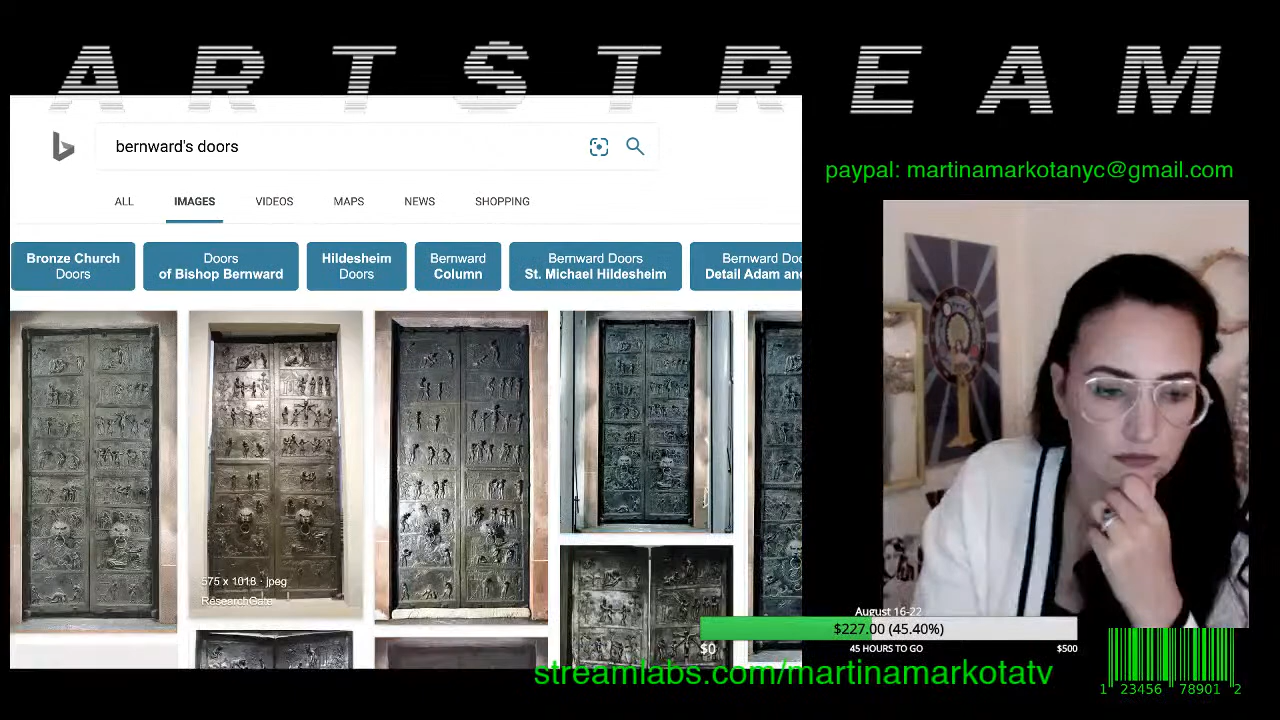 ARTSTREAM
bernward's doors
paypal: martinamarkotanyc@gmail.com
ALL IMAGES VIDEOS MAPS NEWS SHOPPING
Bronze Church
Doors
Doors
of Bishop Bernward
Hildesheim
Doors
Bernward
Column
Bernward Doors
St. Michael Hildesheim
Bernward Doo
Detail Adam and
575 x 1018 · jpeg
ResearchGate
August 16-22
$227.00 (45.40%)
$0 45 HOURS TO GO $500
streamlabs.com/martinamarkotatv
1 23456 78901 2